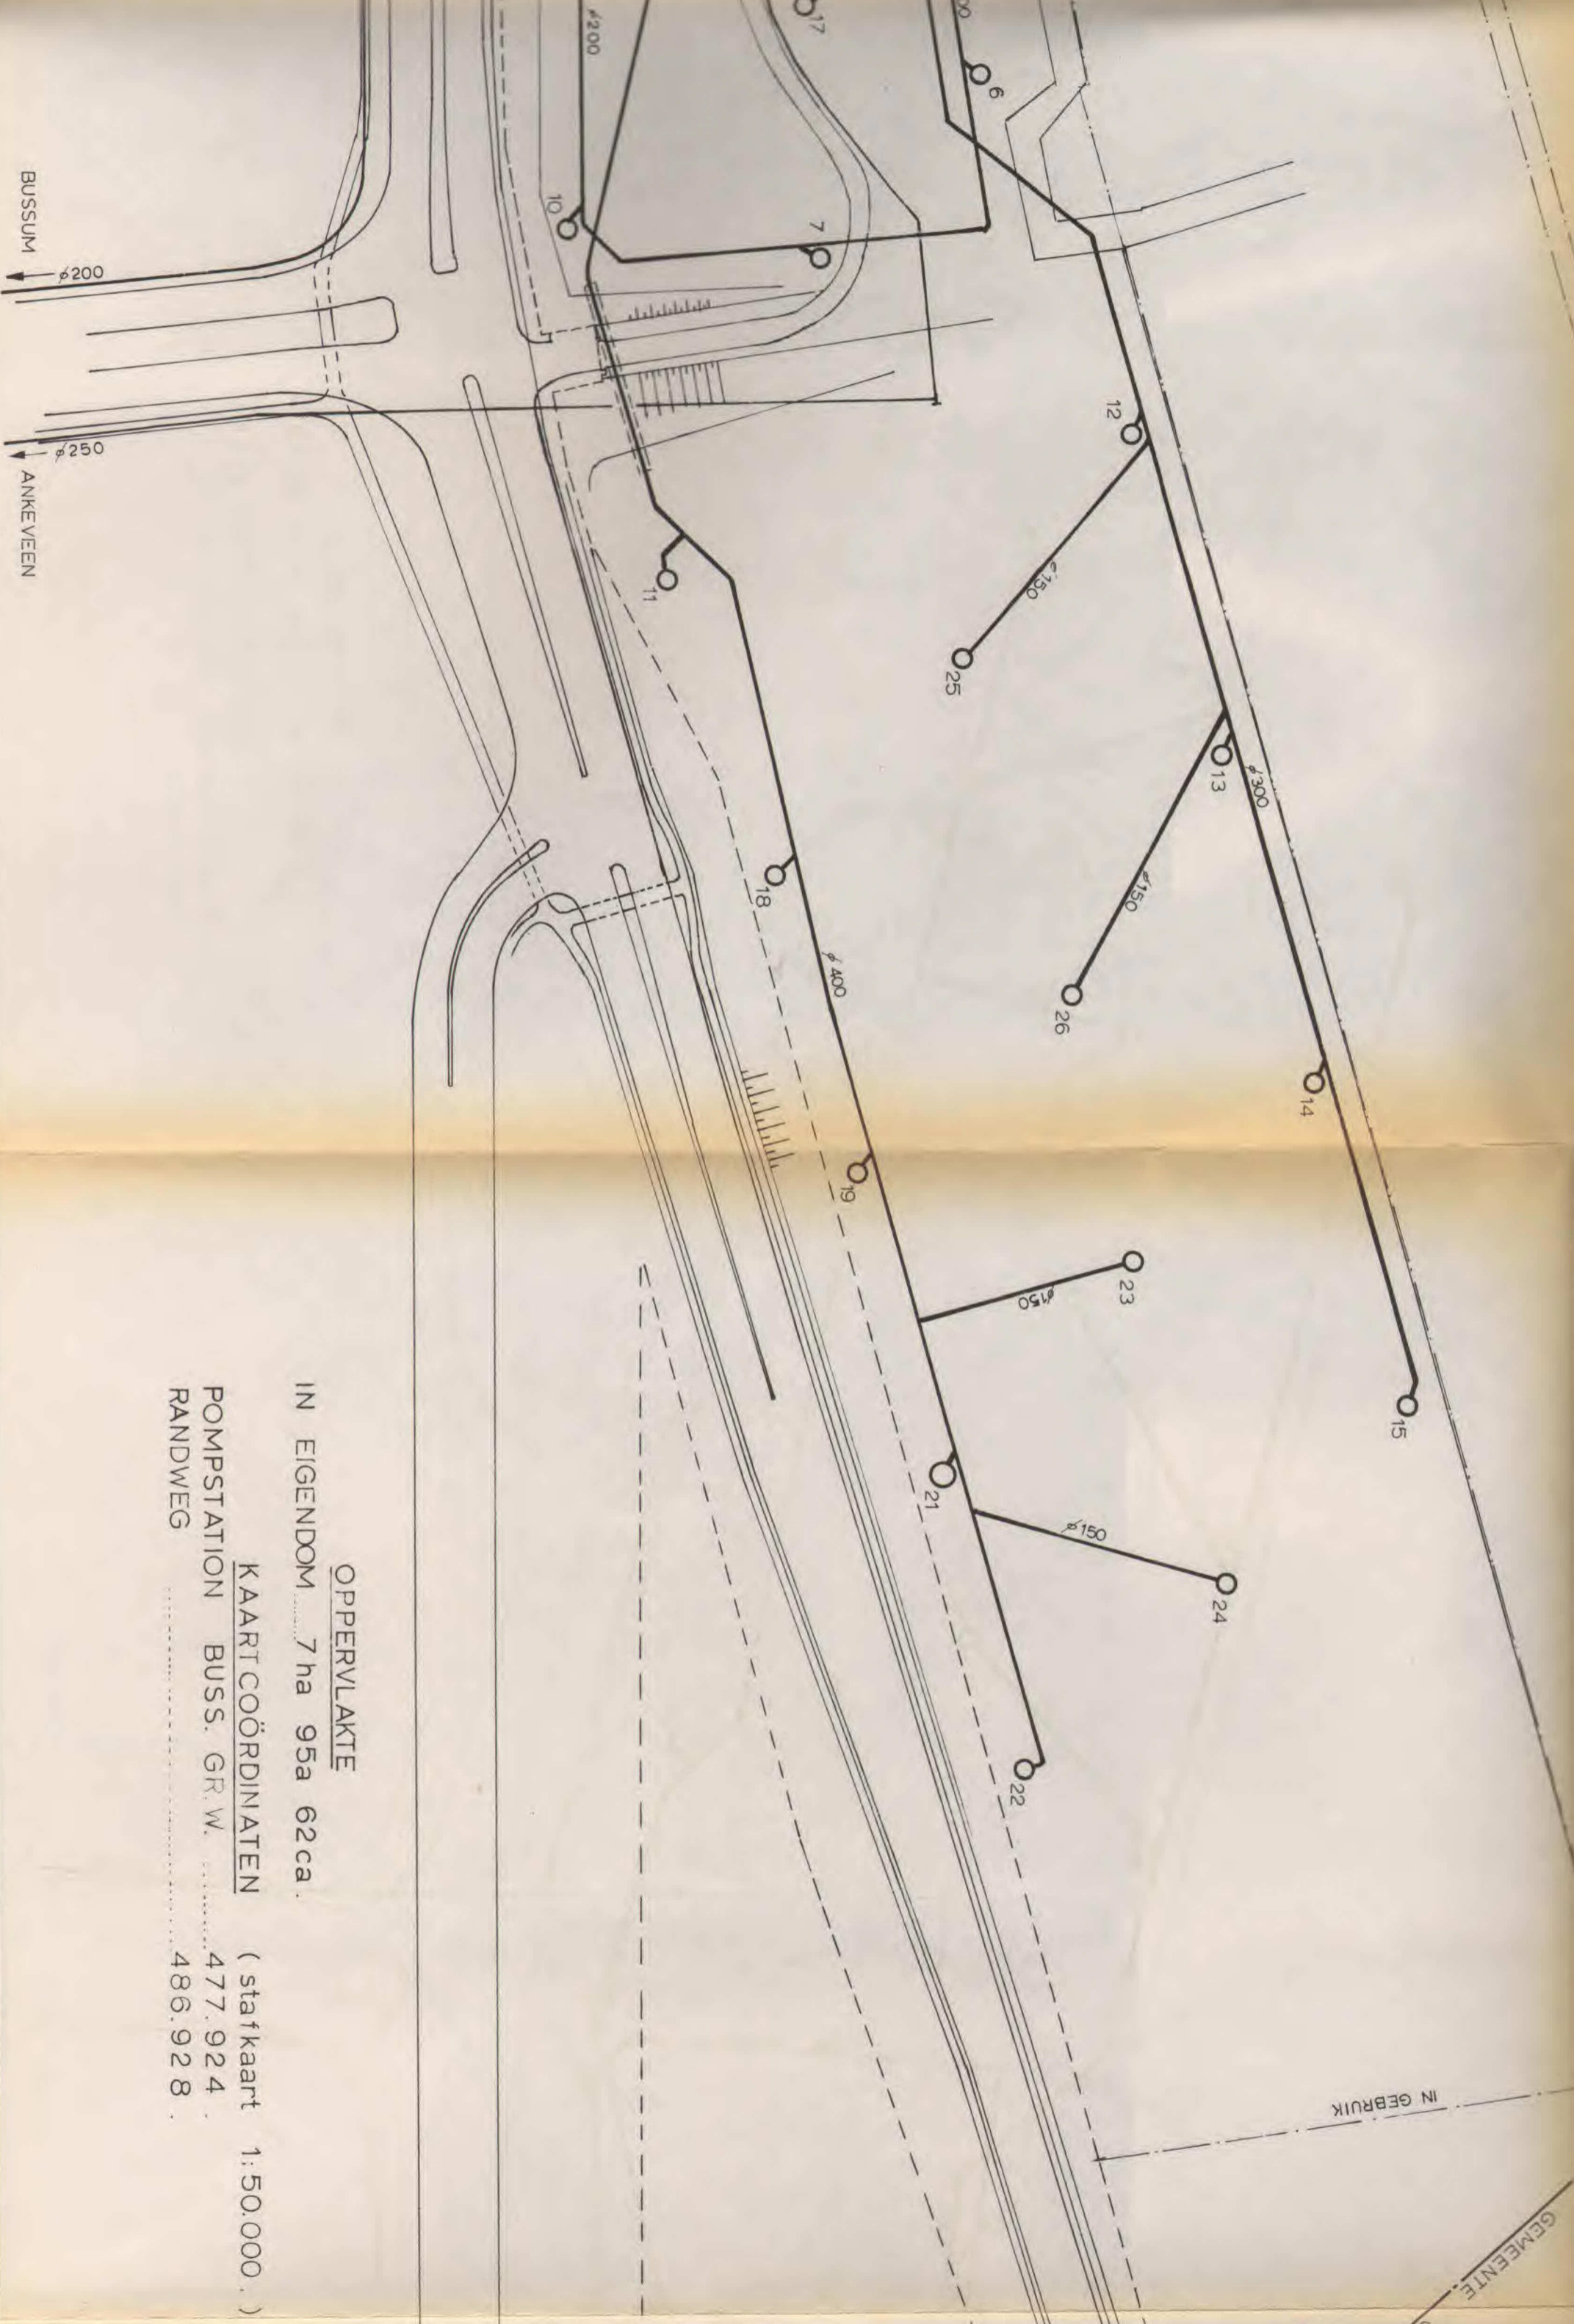 OPPERVLAKTE
IN EIGENDOM ...... 7 ha 95a 62 ca.
KAARTCOÖRDINATEN (stafkaart 1:50.000.)
POMPSTATION BUSS. GR. W. ......... 477.924.
RANDWEG ......... 486.928.
BUSSUM
ø200
ø250
ANKEVEEN
ø200
17
6
10
7
11
12
25
ø150
13
ø300
26
ø150
14
15
18
ø400
19
23
ø150
21
24
ø150
22
IN GEBRUIK
GEMEENTE